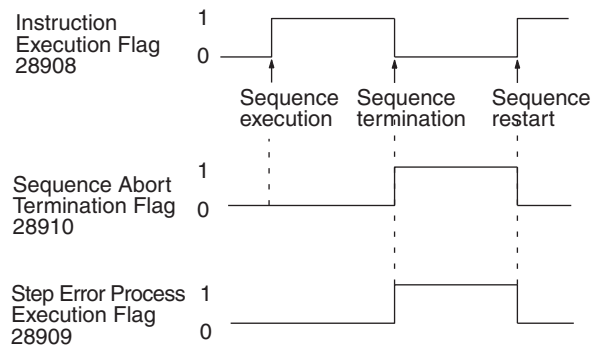 Instruction
Execution Flag
28908
1
0
Sequence execution
Sequence termination
Sequence restart
Sequence Abort
Termination Flag
28910
1
0
Step Error Process
Execution Flag
28909
1
0